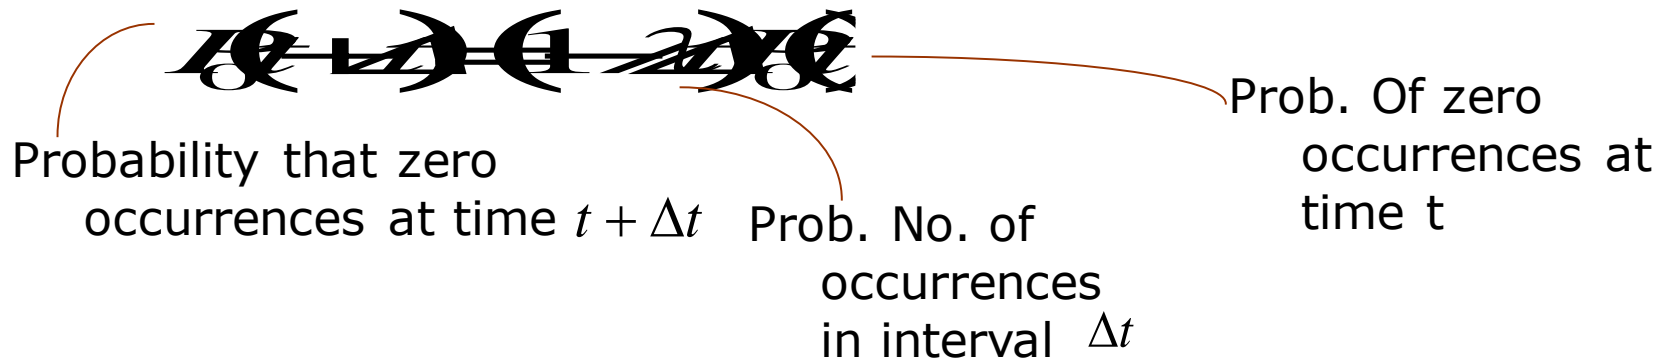 Probability that zero
occurrences at time t + Δt
Prob. No. of
occurrences
in interval Δt
Prob. Of zero
occurrences at
time t